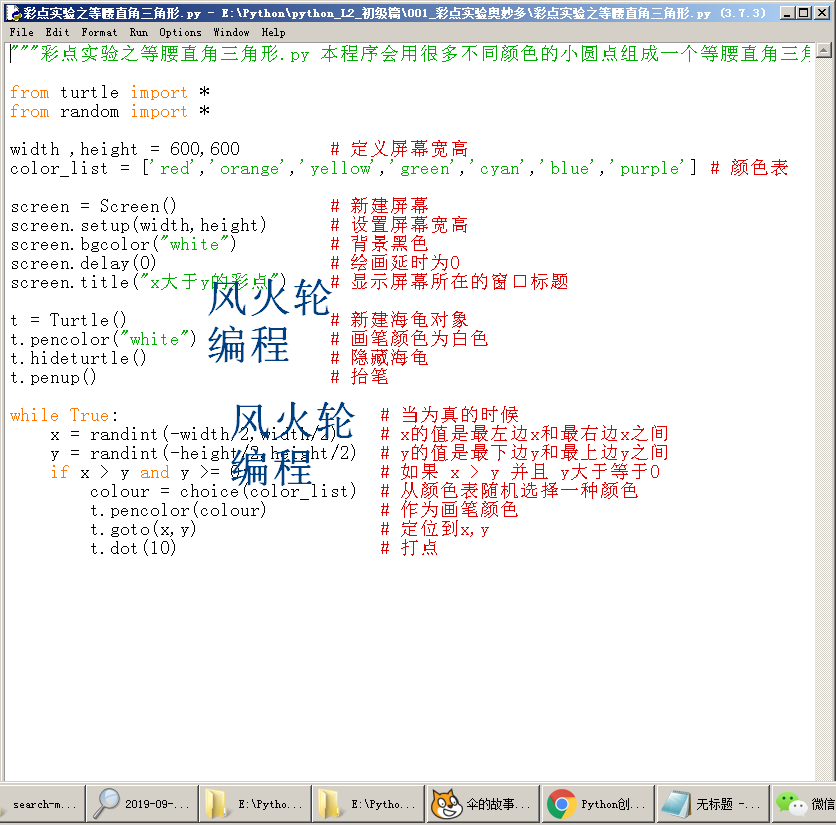 彩点实验之等腰直角三角形.py - E:\Python\python_L2_初级篇\001_彩点实验奥妙多\彩点实验之等腰直角三角形.py (3.7.3)
File Edit Format Run Options Window Help
"""彩点实验之等腰直角三角形.py 本程序会用很多不同颜色的小圆点组成一个等腰直角三角
from turtle import *
from random import *
width ,height = 600,600 # 定义屏幕宽高
color_list = ['red','orange','yellow','green','cyan','blue','purple'] # 颜色表
screen = Screen() # 新建屏幕
screen.setup(width,height) # 设置屏幕宽高
screen.bgcolor("white") # 背景黑色
screen.delay(0) # 绘画延时为0
screen.title("x大于y的彩点") # 显示屏幕所在的窗口标题
风火轮
编程
t = Turtle() # 新建海龟对象
t.pencolor("white") # 画笔颜色为白色
t.hideturtle() # 隐藏海龟
t.penup() # 抬笔
while True: # 当为真的时候
风火轮
编程
x = randint(-width/2,width/2) # x的值是最左边x和最右边x之间
y = randint(-height/2,height/2) # y的值是最下边y和最上边y之间
if x > y and y >= 0: # 如果 x > y 并且 y大于等于0
colour = choice(color_list) # 从颜色表随机选择一种颜色
t.pencolor(colour) # 作为画笔颜色
t.goto(x,y) # 定位到x,y
t.dot(10) # 打点
search-m... 2019-09-... E:\Pytho... E:\Pytho... 伞的故事... Python创... 无标题 -... 微信